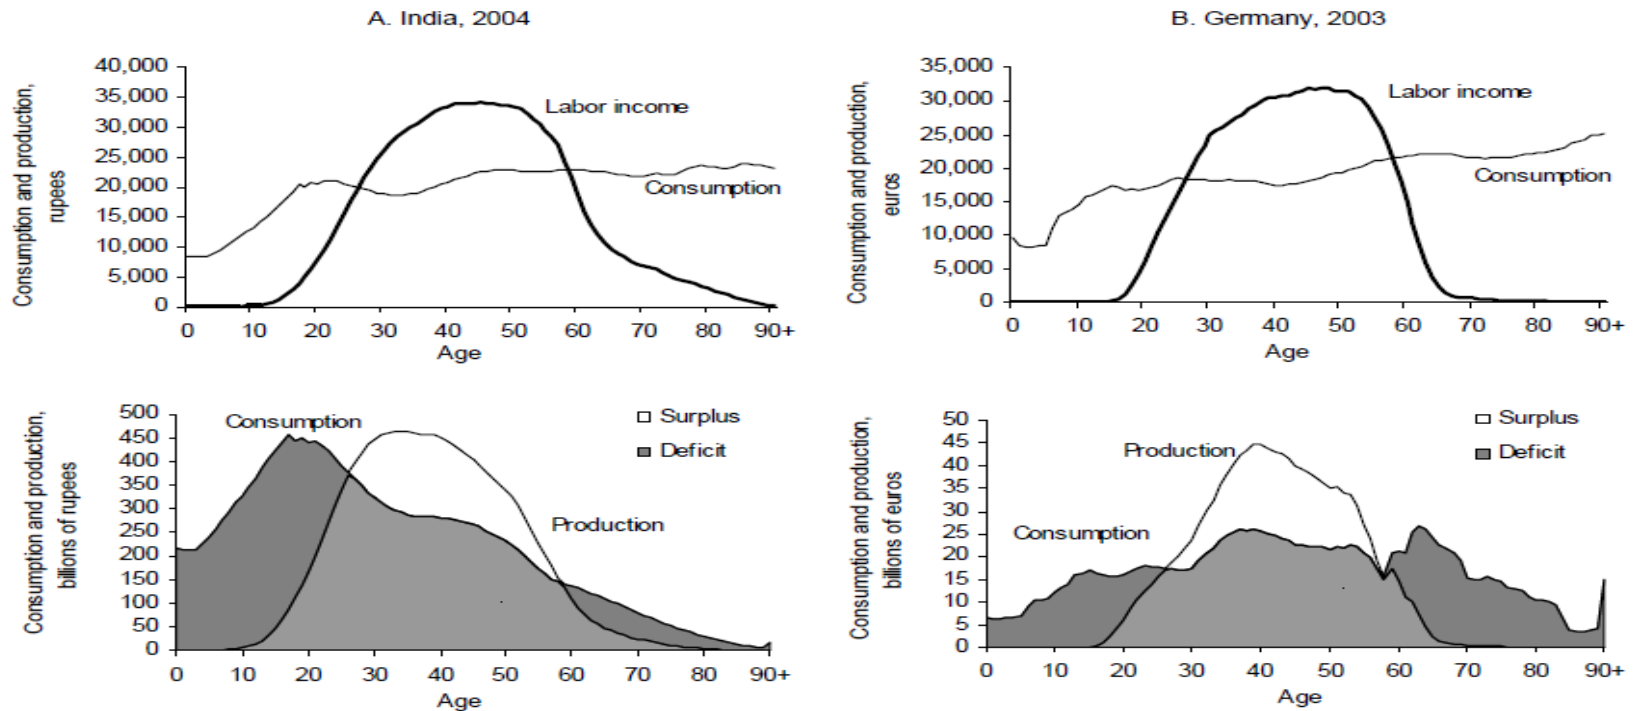 A. India, 2004
Consumption and production,
rupees
40,000
35,000
30,000
25,000
20,000
15,000
10,000
5,000
0
Labor income
Consumption
0 10 20 30 40 50 60 70 80 90+
Age
B. Germany, 2003
Consumption and production,
euros
35,000
30,000
25,000
20,000
15,000
10,000
5,000
0
Labor income
Consumption
0 10 20 30 40 50 60 70 80 90+
Age
Consumption and production,
billions of rupees
500
450
400
350
300
250
200
150
100
50
0
Consumption
Surplus
Deficit
Production
0 10 20 30 40 50 60 70 80 90+
Age
Consumption and production,
billions of euros
50
45
40
35
30
25
20
15
10
5
0
Surplus
Production
Deficit
Consumption
0 10 20 30 40 50 60 70 80 90+
Age